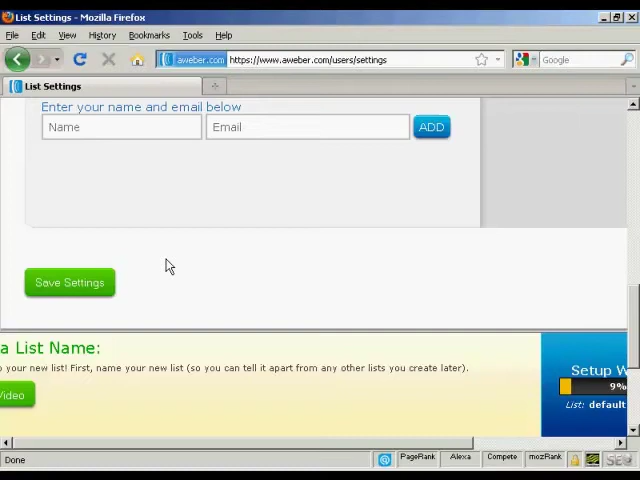 List Settings - Mozilla Firefox
File Edit View History Bookmarks Tools Help
aweber.com https://www.aweber.com/users/settings Google
List Settings
Enter your name and email below
Name Email ADD
Save Settings
a List Name:
o your new list! First, name your new list (so you can tell it apart from any other lists you create later).
Video
Setup W
9%
List: default
Done PageRank Alexa Compete mozRank SEO